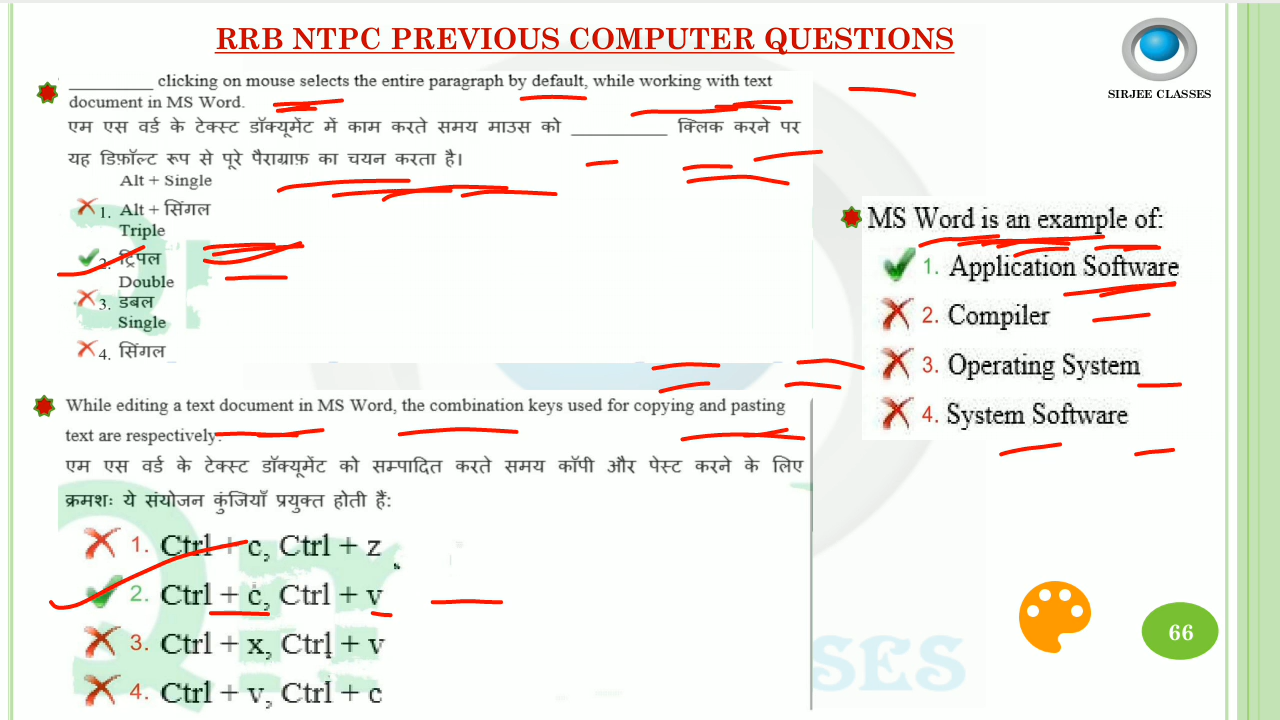 RRB NTPC PREVIOUS COMPUTER QUESTIONS
SIRJEE CLASSES
_________ clicking on mouse selects the entire paragraph by default, while working with text
document in MS Word.
एम एस वर्ड के टेक्स्ट डॉक्यूमेंट में काम करते समय माउस को _________ क्लिक करने पर
यह डिफ़ॉल्ट रूप से पूरे पैराग्राफ़ का चयन करता है।
Alt + Single
1. Alt + सिंगल
Triple
2. ट्रिपल
Double
3. डबल
Single
4. सिंगल
While editing a text document in MS Word, the combination keys used for copying and pasting
text are respectively:
एम एस वर्ड के टेक्स्ट डॉक्यूमेंट को सम्पादित करते समय कॉपी और पेस्ट करने के लिए
क्रमशः ये संयोजन कुंजियाँ प्रयुक्त होती हैं:
1. Ctrl + c, Ctrl + z
2. Ctrl + c, Ctrl + v
3. Ctrl + x, Ctrl + v
4. Ctrl + v, Ctrl + c
MS Word is an example of:
1. Application Software
2. Compiler
3. Operating System
4. System Software
SES
66